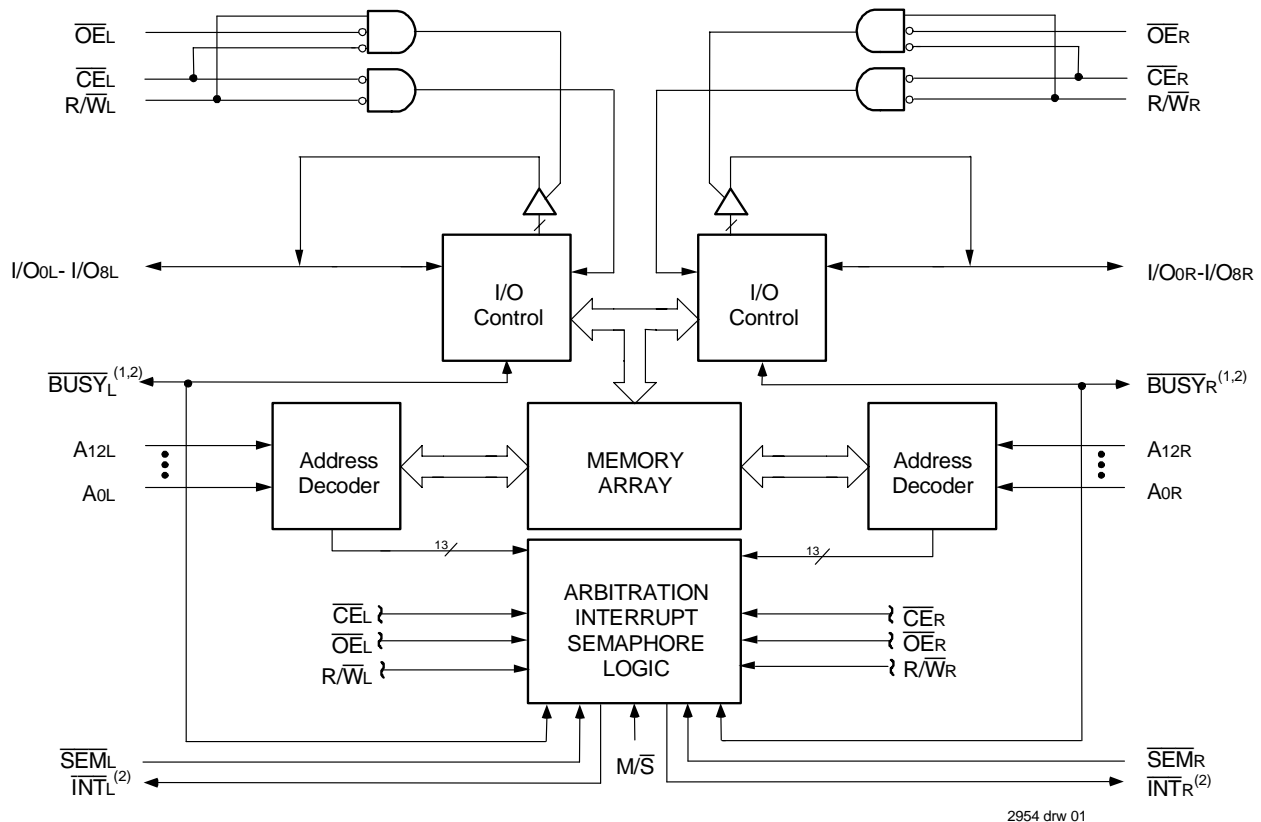 OEL
OER
CEL
CER
R/WL
R/WR
I/O0L- I/O8L
I/O
Control
I/O
Control
I/O0R-I/O8R
BUSYL(1,2)
BUSYR(1,2)
A12L
A0L
Address
Decoder
MEMORY
ARRAY
Address
Decoder
A12R
A0R
13
13
ARBITRATION
INTERRUPT
SEMAPHORE
LOGIC
CEL
OEL
R/WL
CER
OER
R/WR
SEML
INTL(2)
M/S
SEMR
INTR(2)
2954 drw 01